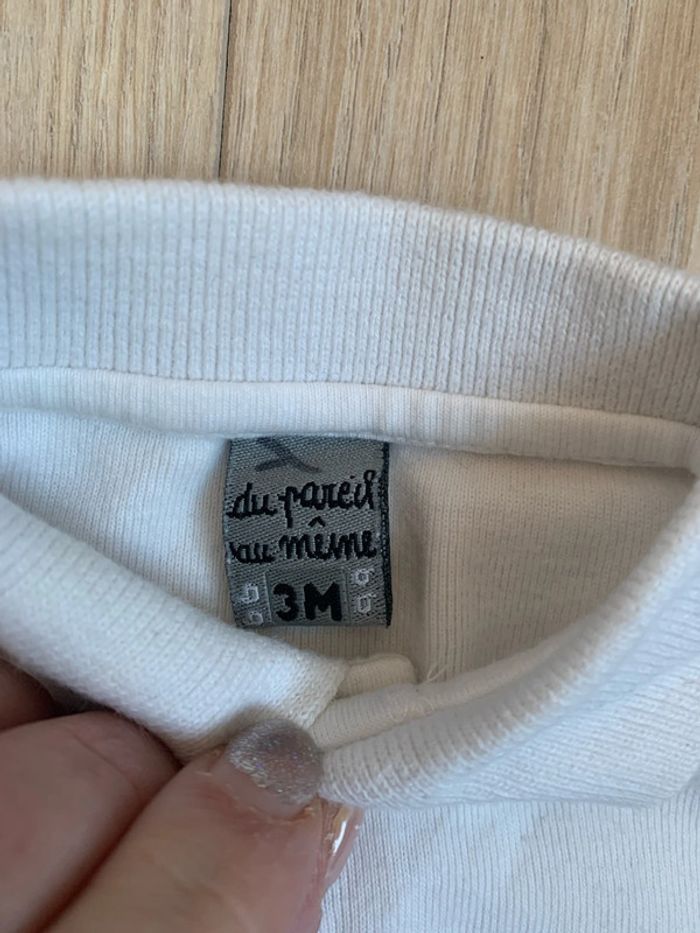 du pareil
au même
3M